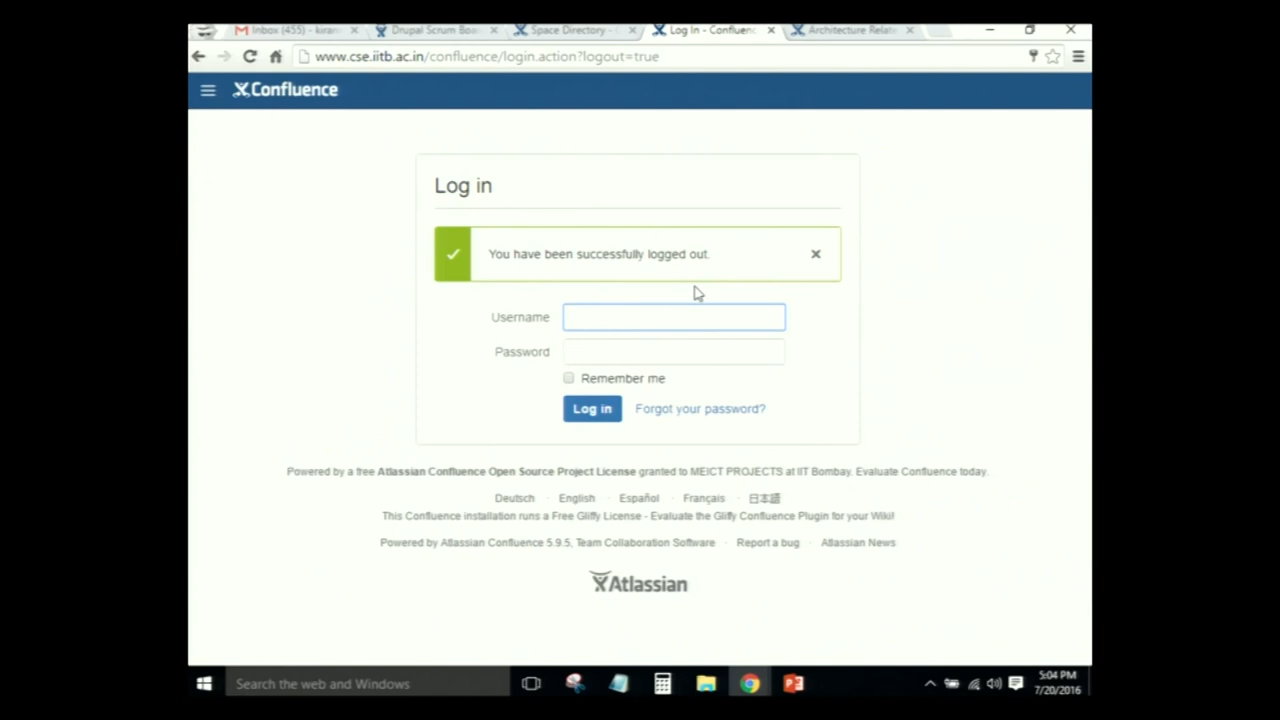 Inbox (455) - kiran
Drupal Scrum Boa
Space Directory -
Log In - Confluenc
Architecture Relat
www.cse.iitb.ac.in/confluence/login.action?logout=true
Confluence
Log in
You have been successfully logged out.
Username
Password
Remember me
Log in Forgot your password?
Powered by a free Atlassian Confluence Open Source Project License granted to MEICT PROJECTS at IIT Bombay. Evaluate Confluence today.
Deutsch · English · Español · Français · 日本語
This Confluence installation runs a Free Gliffy License - Evaluate the Gliffy Confluence Plugin for your Wiki!
Powered by Atlassian Confluence 5.9.5, Team Collaboration Software · Report a bug · Atlassian News
Atlassian
Search the web and Windows
5:04 PM
7/20/2016